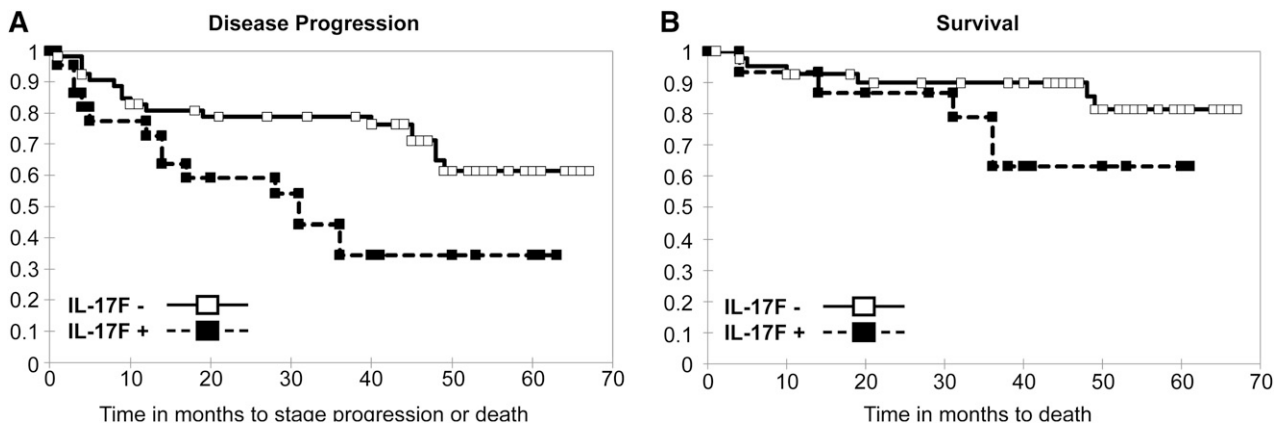 A
Disease Progression
1
0.9
0.8
0.7
0.6
0.5
0.4
0.3
0.2
0.1
0
IL-17F -
IL-17F +
0 10 20 30 40 50 60 70
Time in months to stage progression or death
B
Survival
1
0.9
0.8
0.7
0.6
0.5
0.4
0.3
0.2
0.1
0
IL-17F -
IL-17F +
0 10 20 30 40 50 60 70
Time in months to death